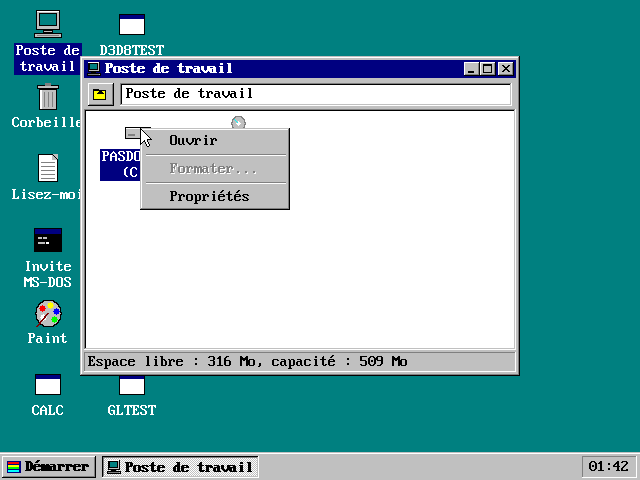 Poste de
travail
D3D8TEST
Poste de travail
Poste de travail
Corbeille
Ouvrir
Formater...
Propriétés
(C
Lisez-moi
Invite
MS-DOS
Paint
Espace libre : 316 Mo, capacité : 509 Mo
CALC
GLTEST
Démarrer
Poste de travail
01:42